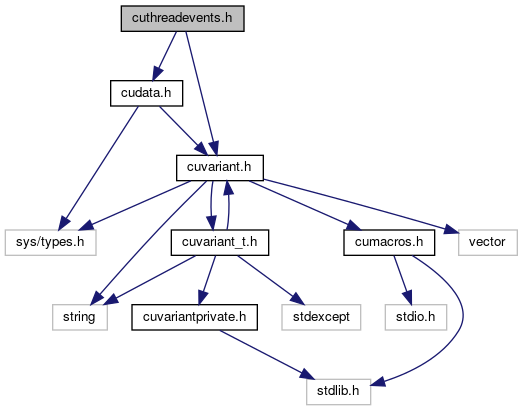 cuthreadevents.h
cudata.h
cuvariant.h
sys/types.h
cuvariant_t.h
cumacros.h
vector
string
cuvariantprivate.h
stdexcept
stdio.h
stdlib.h